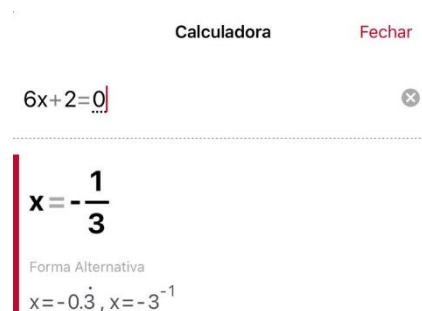 Calculadora Fechar
6x+2=0
x=-1/3
Forma Alternativa
x=-0.3̇, x=-3⁻¹